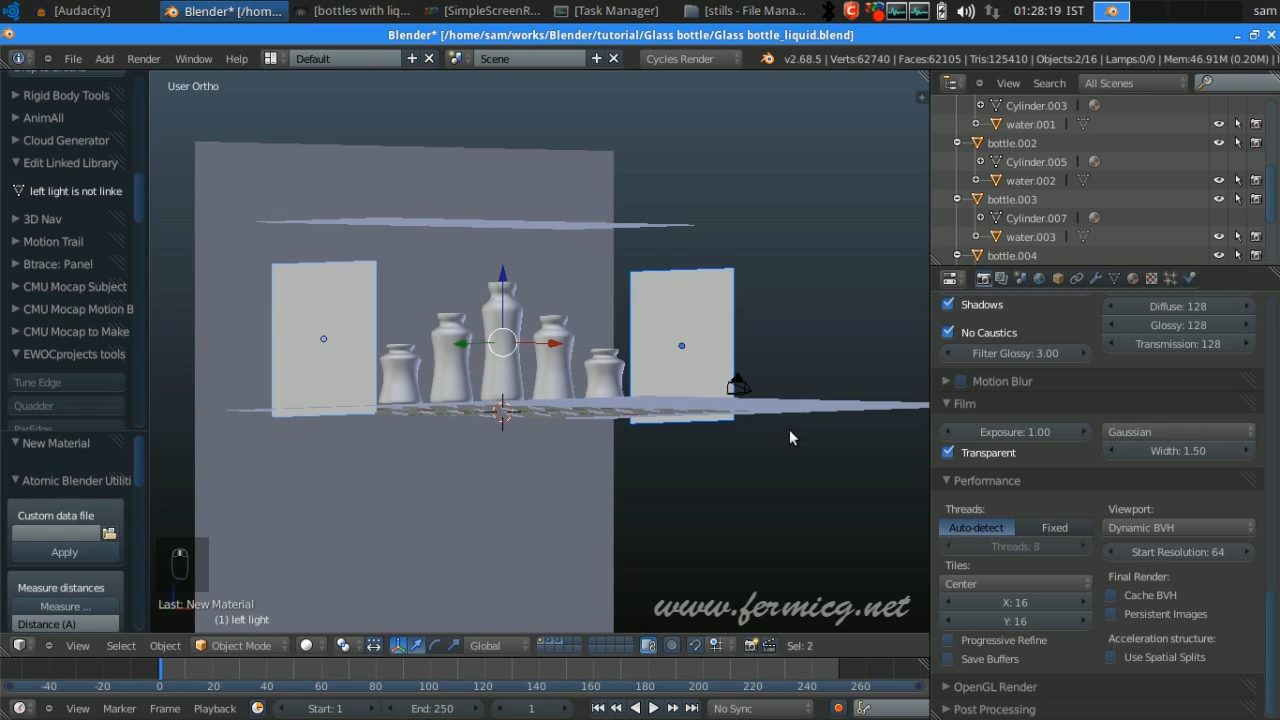 [Audacity]
Blender* [/hom...
[bottles with liq...
[SimpleScreenR...
[Task Manager]
[stills - File Mana...
01:28:19 IST
sam
Blender* [/home/sam/works/Blender/tutorial/Glass bottle/Glass bottle_liquid.blend]
File Add Render Window Help
Default
Scene
Cycles Render
v2.68.5 | Verts:62740 | Faces:62105 | Tris:125410 | Objects:2/16 | Lamps:0/0 | Mem:46.91M (0.20M)
Rigid Body Tools
AnimAll
Cloud Generator
Edit Linked Library
left light is not linke
3D Nav
Motion Trail
Btrace: Panel
CMU Mocap Subject
CMU Mocap Motion B
CMU Mocap to Make
EWOCprojects tools
Tune Edge
Quadder
New Material
Atomic Blender Utiliti
Custom data file
Apply
Measure distances
Measure ...
Distance (A)
User Ortho
Last: New Material
(1) left light
www.fermicg.net
View Search All Scenes
Cylinder.003
water.001
bottle.002
Cylinder.005
water.002
bottle.003
Cylinder.007
water.003
bottle.004
Shadows
No Caustics
Filter Glossy: 3.00
Diffuse: 128
Glossy: 128
Transmission: 128
Motion Blur
Film
Exposure: 1.00
Transparent
Gaussian
Width: 1.50
Performance
Threads:
Auto-detect Fixed
Threads: 8
Tiles:
Center
X: 16
Y: 16
Progressive Refine
Save Buffers
Viewport:
Dynamic BVH
Start Resolution: 64
Final Render:
Cache BVH
Persistent Images
Acceleration structure:
Use Spatial Splits
OpenGL Render
Post Processing
View Select Object Object Mode Global Sel: 2
-40 -20 0 20 40 60 80 100 120 140 160 180 200 220 240 260
View Marker Frame Playback Start: 1 End: 250 1 No Sync